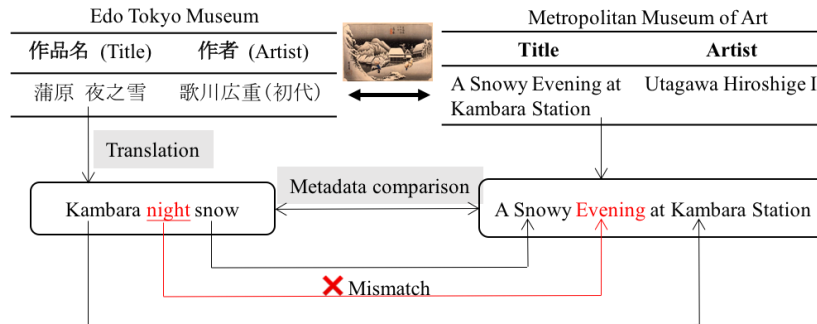 Edo Tokyo Museum
作品名 (Title) 作者 (Artist)
蒲原 夜之雪 歌川広重(初代)
Metropolitan Museum of Art
Title Artist
A Snowy Evening at Utagawa Hiroshige I
Kambara Station
Translation
Metadata comparison
Kambara night snow
A Snowy Evening at Kambara Station
Mismatch